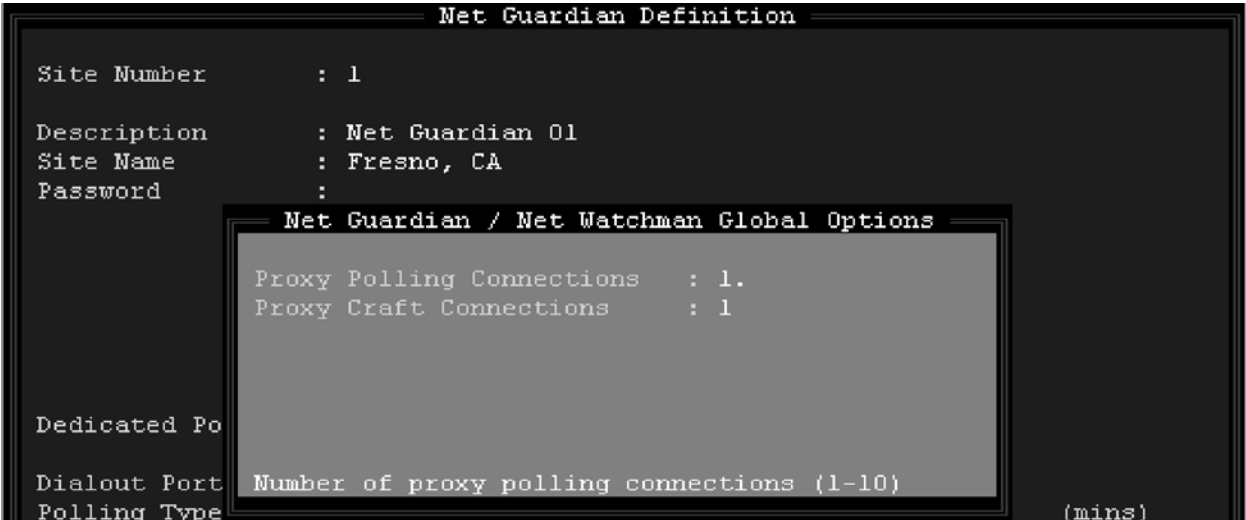 Net Guardian Definition
Site Number : 1
Description : Net Guardian 01
Site Name : Fresno, CA
Password :
Net Guardian / Net Watchman Global Options
Proxy Polling Connections : 1.
Proxy Craft Connections : 1
Dedicated Po
Dialout Port
Number of proxy polling connections (1-10)
Polling Type (mins)